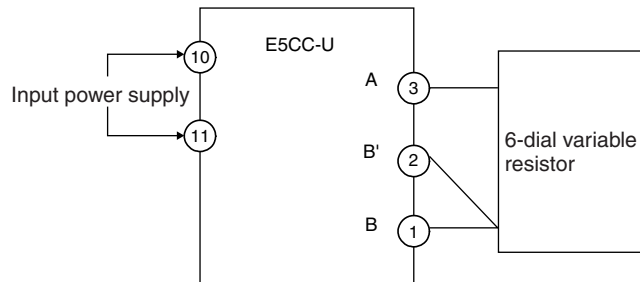 E5CC-U
10
Input power supply
11
A
3
B'
2
B
1
6-dial variable
resistor